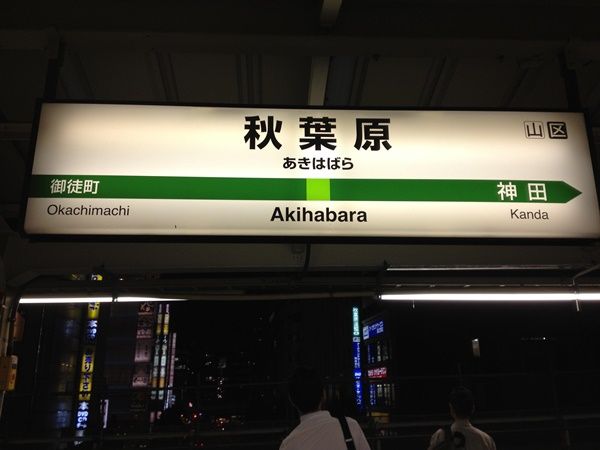 秋葉原
山 区
あきはばら
御徒町
神田
Okachimachi
Akihabara
Kanda